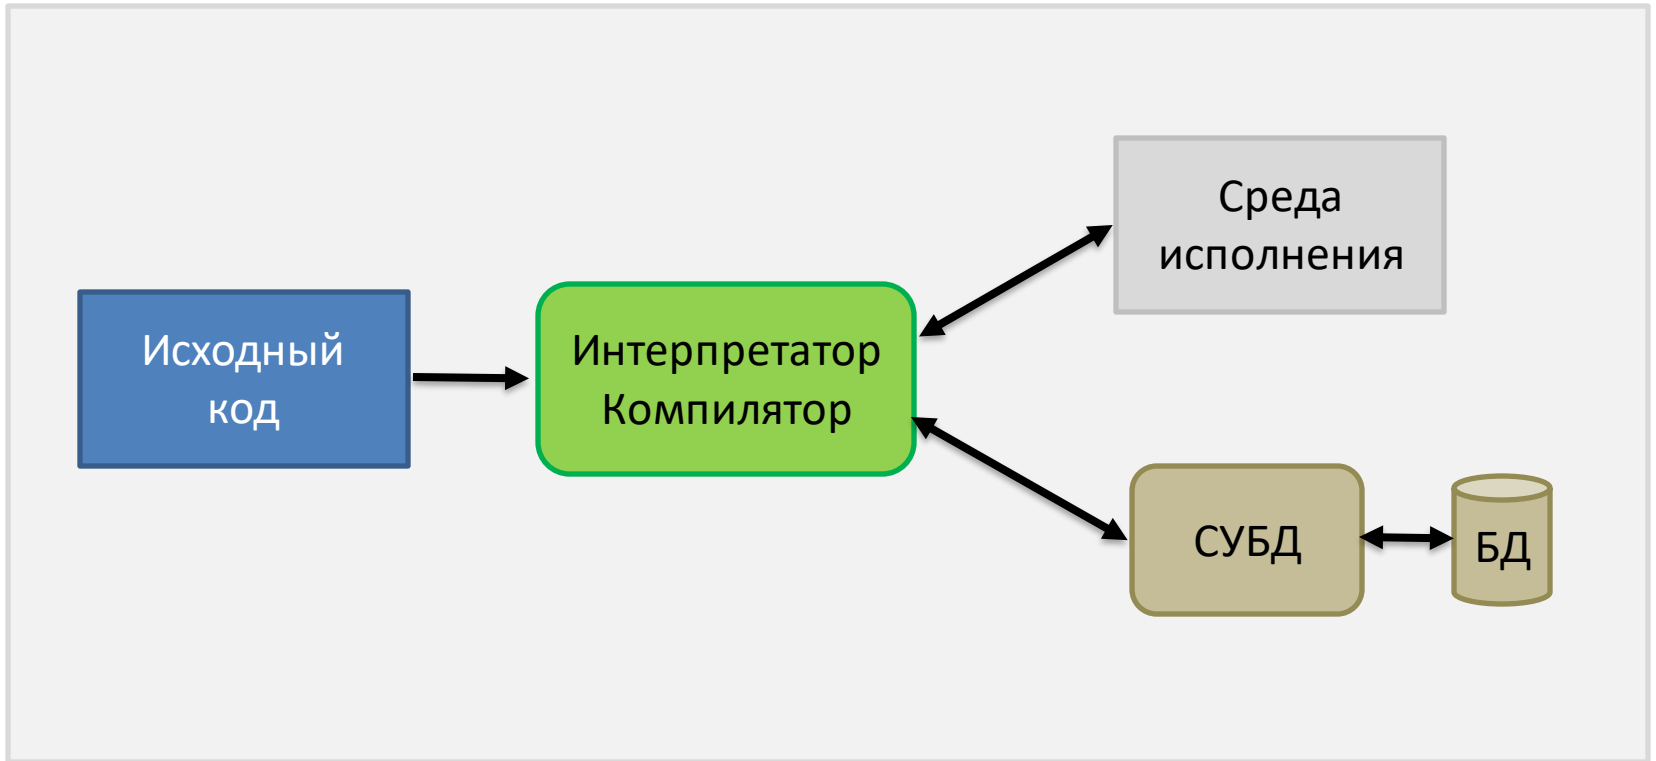 Исходный
код
Интерпретатор
Компилятор
Среда
исполнения
СУБД
БД